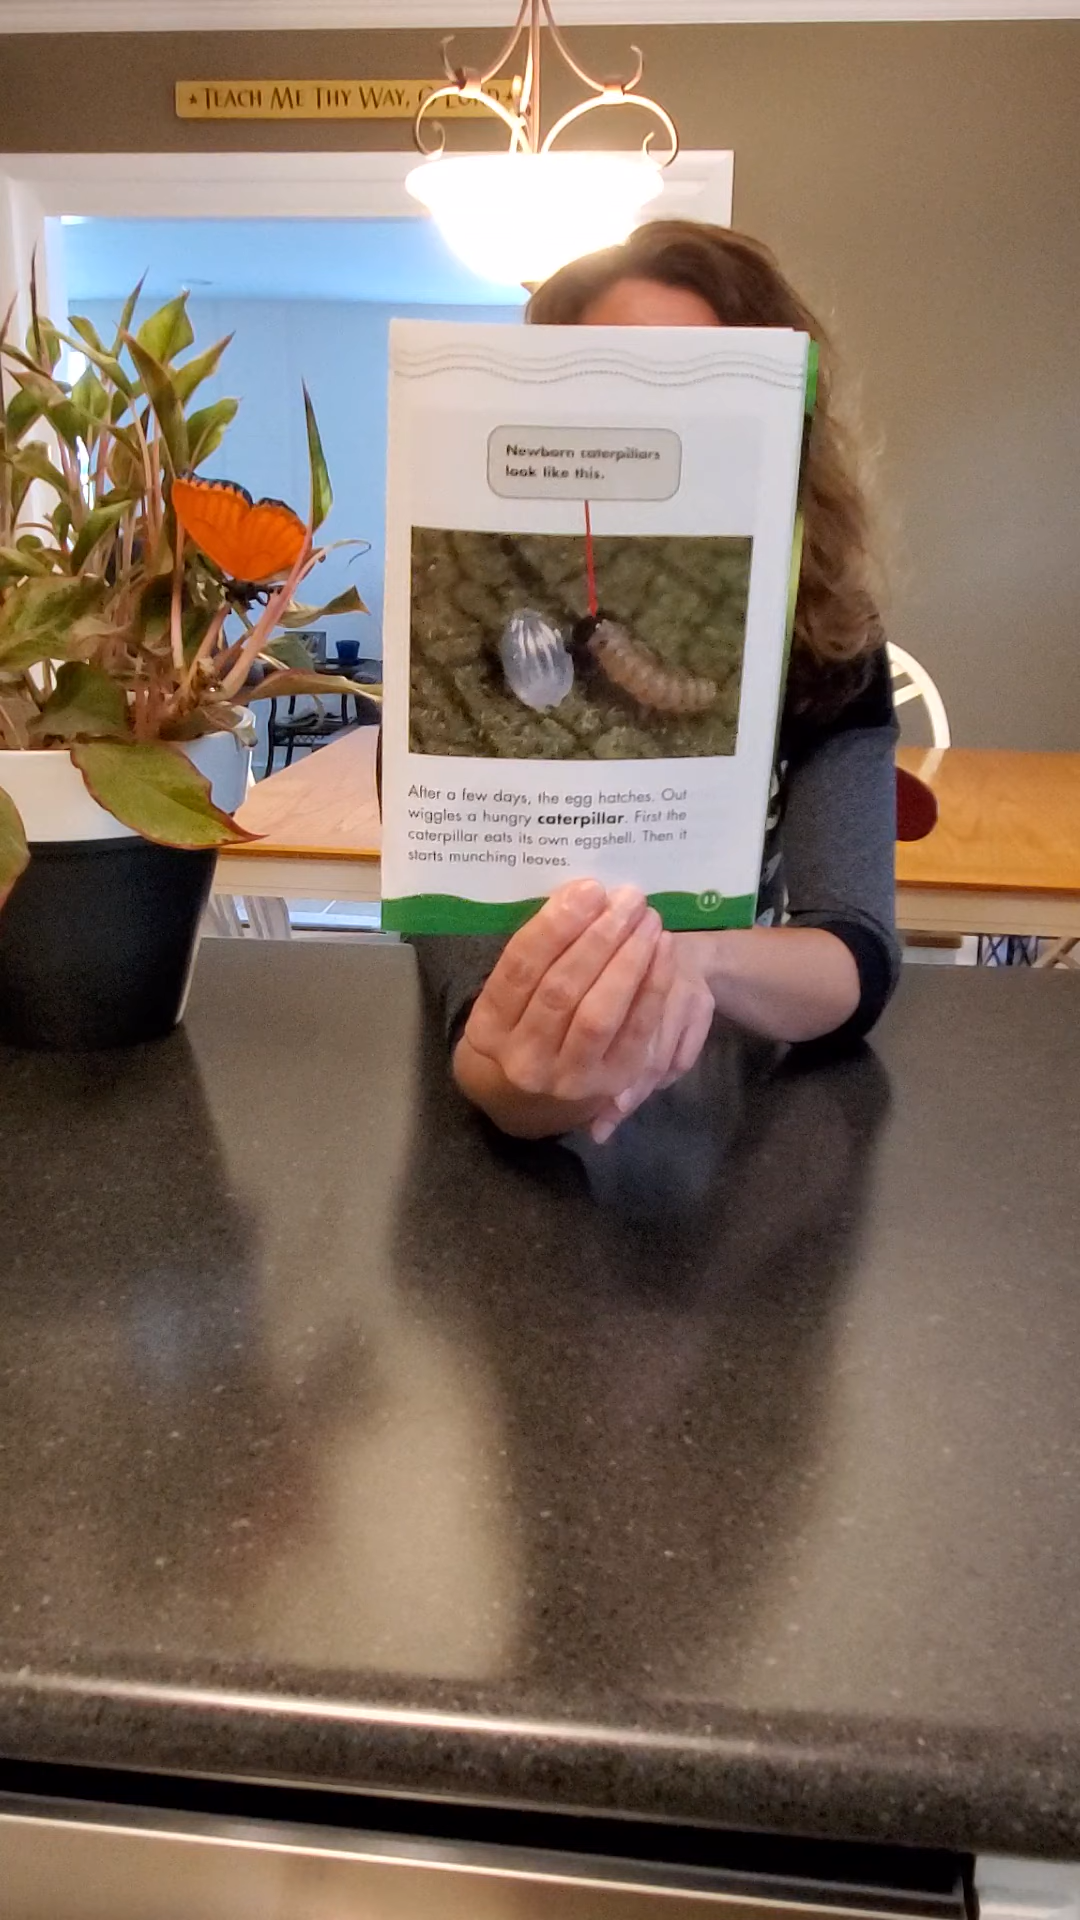 TEACH ME THY WAY, O LORD
Newborn caterpillars
look like this.
After a few days, the egg hatches. Out
wiggles a hungry caterpillar. First the
caterpillar eats its own eggshell. Then it
starts munching leaves.
11